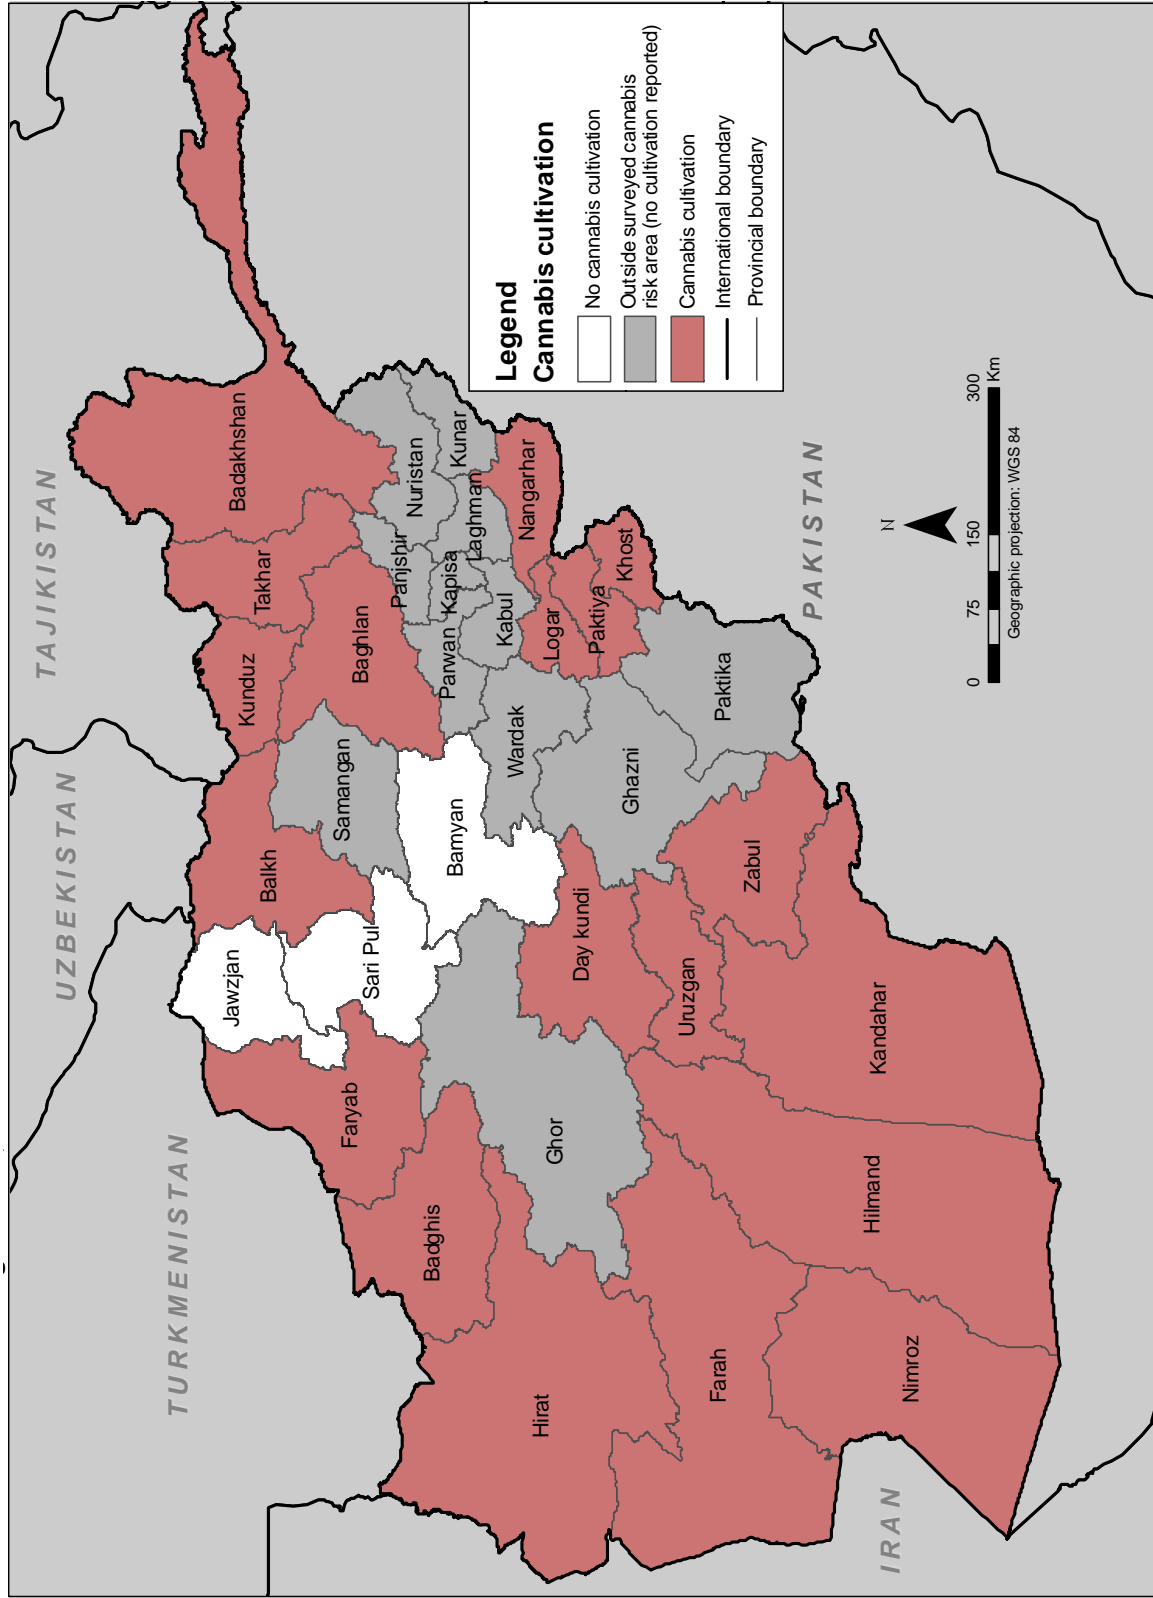 TAJIKISTAN
UZBEKISTAN
TURKMENISTAN
PAKISTAN
IRAN
Badakhshan
Takhar
Kunduz
Balkh
Jawzjan
Faryab
Sari Pul
Samangan
Baghlan
Panjshir
Nuristan
Kunar
Laghman
Kapisa
Parwan
Kabul
Nangarhar
Logar
Paktiya
Khost
Bamyan
Wardak
Badghis
Ghor
Hirat
Day kundi
Ghazni
Paktika
Uruzgan
Zabul
Farah
Kandahar
Hilmand
Nimroz
Legend
Cannabis cultivation
No cannabis cultivation
Outside surveyed cannabis
risk area (no cultivation reported)
Cannabis cultivation
International boundary
Provincial boundary
N
0 75 150 300
Km
Geographic projection: WGS 84